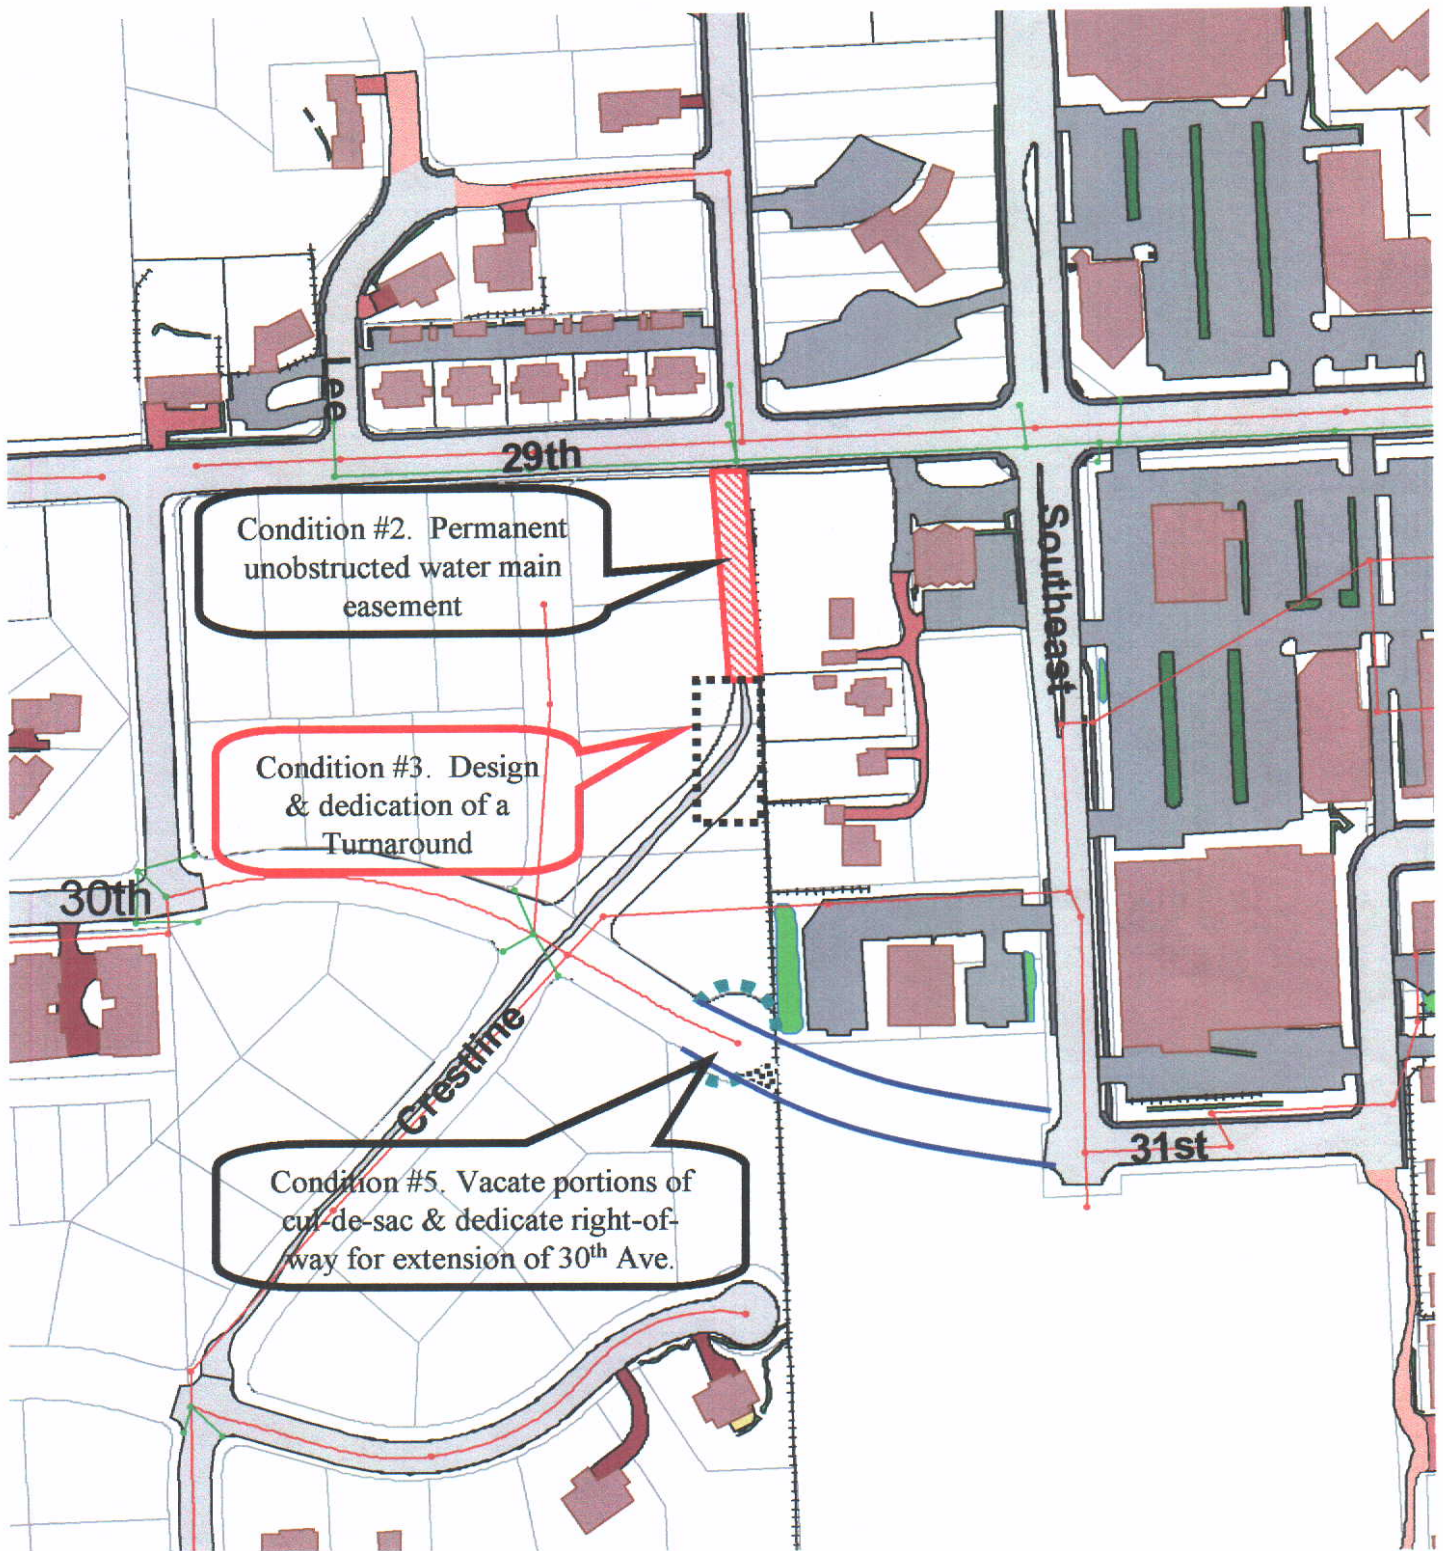 Lee
29th
Condition #2. Permanent
unobstructed water main
easement
Southeast
Condition #3. Design
& dedication of a
Turnaround
30th
Crestline
31st
Condition #5. Vacate portions of
cul-de-sac & dedicate right-of-
way for extension of 30th Ave.